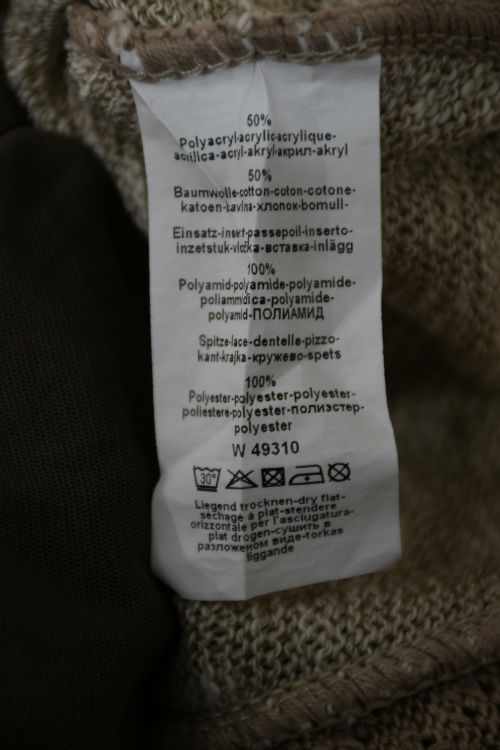 50%
Polyacryl-acrylic-acrylique-
acrilica-acryl-akryl-акрил-akryl
50%
Baumwolle-cotton-coton-cotone-
katoen-bavlna-хлопок-bomull-
Einsatz-insert-passepoil-inserto-
inzetstuk-vložka-вставка-inlägg
100%
Polyamid-polyamide-polyamide-
poliammidica-polyamide-
polyamid-ПОЛИАМИД
Spitze-lace-dentelle-pizzo-
kant-krajka-кружево-spets
100%
Polyester-polyester-polyester-
poliestere-polyester-полиэстер-
polyester
W 49310
30°
Liegend trocknen-dry flat-
séchage à plat-stendere
orizzontale per l'asciugatura-
plat drogen-сушить в
разложеном виде-torkas
liggande